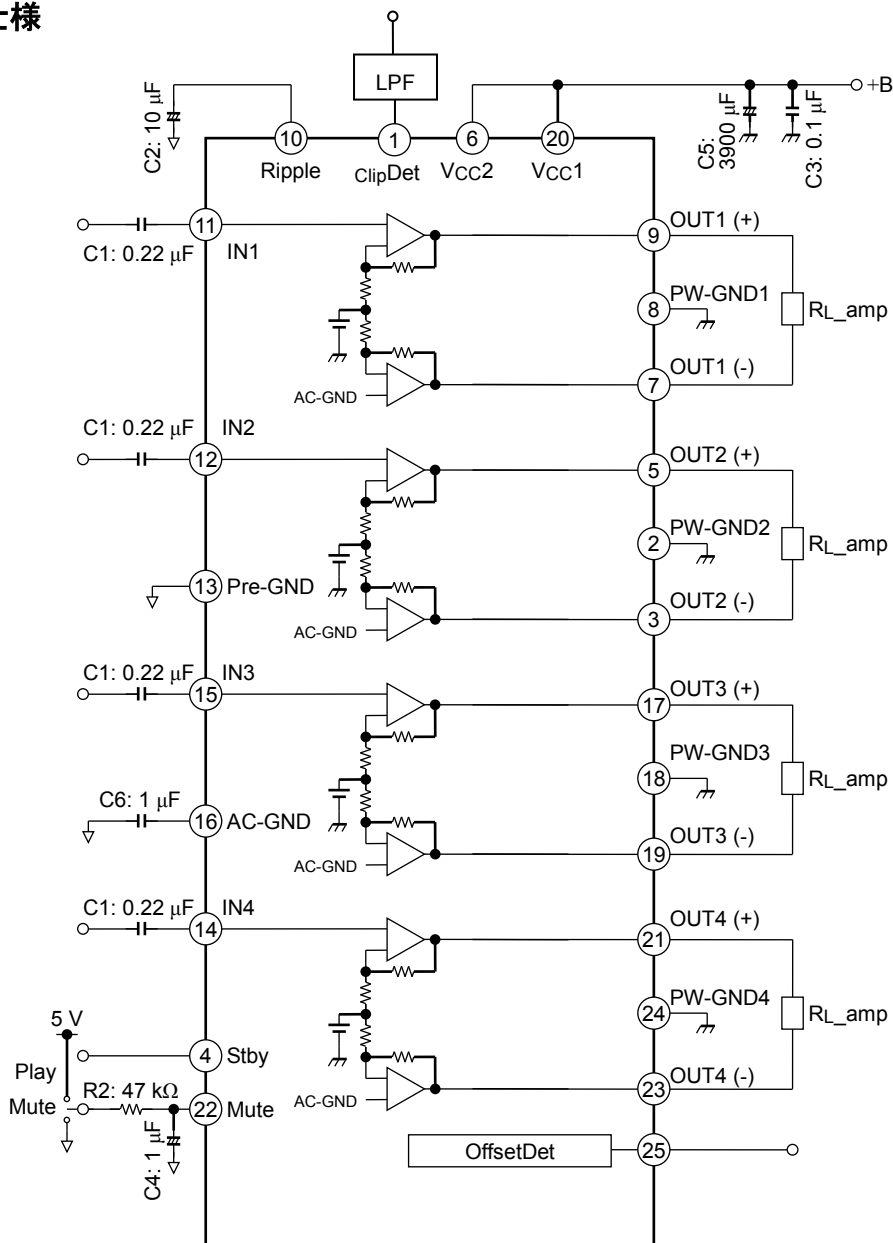 仕様
LPF
C2: 10 μF
C5: 3900 μF
C3: 0.1 μF
+B
10
1
6
20
Ripple
ClipDet
VCC2
VCC1
11
C1: 0.22 μF
IN1
9
OUT1 (+)
8
PW-GND1
RL_amp
AC-GND
7
OUT1 (-)
C1: 0.22 μF
IN2
12
5
OUT2 (+)
2
PW-GND2
RL_amp
13
Pre-GND
AC-GND
3
OUT2 (-)
C1: 0.22 μF
IN3
15
17
OUT3 (+)
18
PW-GND3
RL_amp
C6: 1 μF
16
AC-GND
AC-GND
19
OUT3 (-)
C1: 0.22 μF
IN4
14
21
OUT4 (+)
24
PW-GND4
RL_amp
5 V
4
Stby
Play
Mute
R2: 47 kΩ
22
Mute
C4: 1 μF
AC-GND
23
OUT4 (-)
OffsetDet
25